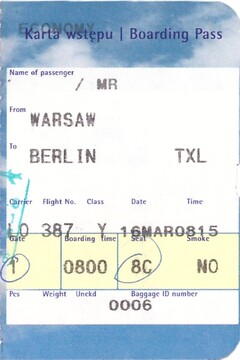 ECONOMY
Karta wstępu | Boarding Pass
Name of passenger
/ MR
From
WARSAW
To
BERLIN TXL
Carrier Flight No. Class Date Time
LO 387 Y 16MAR0815
Gate Boarding Time Seat Smoke
1 0800 8C NO
Pcs Weight Unckd Baggage ID number
0006